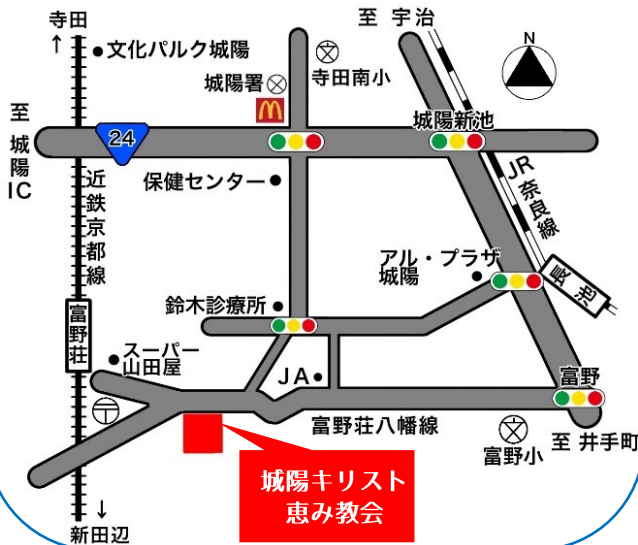 寺田
↑
文化パルク城陽
至 宇治
N
城陽署
寺田南小
至 城陽IC
24
城陽新池
近鉄京都線
保健センター
JR奈良線
アル・プラザ
城陽
長池
鈴木診療所
富野荘
スーパー
山田屋
JA
富野
富野荘八幡線
富野小
至 井手町
城陽キリスト
恵み教会
↓
新田辺